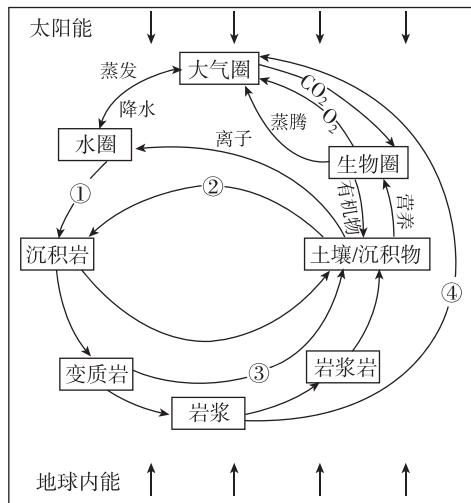 太阳能
蒸发
大气圈
降水
CO₂
O₂
水圈
离子
蒸腾
生物圈
①
②
有机物
营养
沉积岩
土壤/沉积物
④
变质岩
③
岩浆岩
岩浆
地球内能